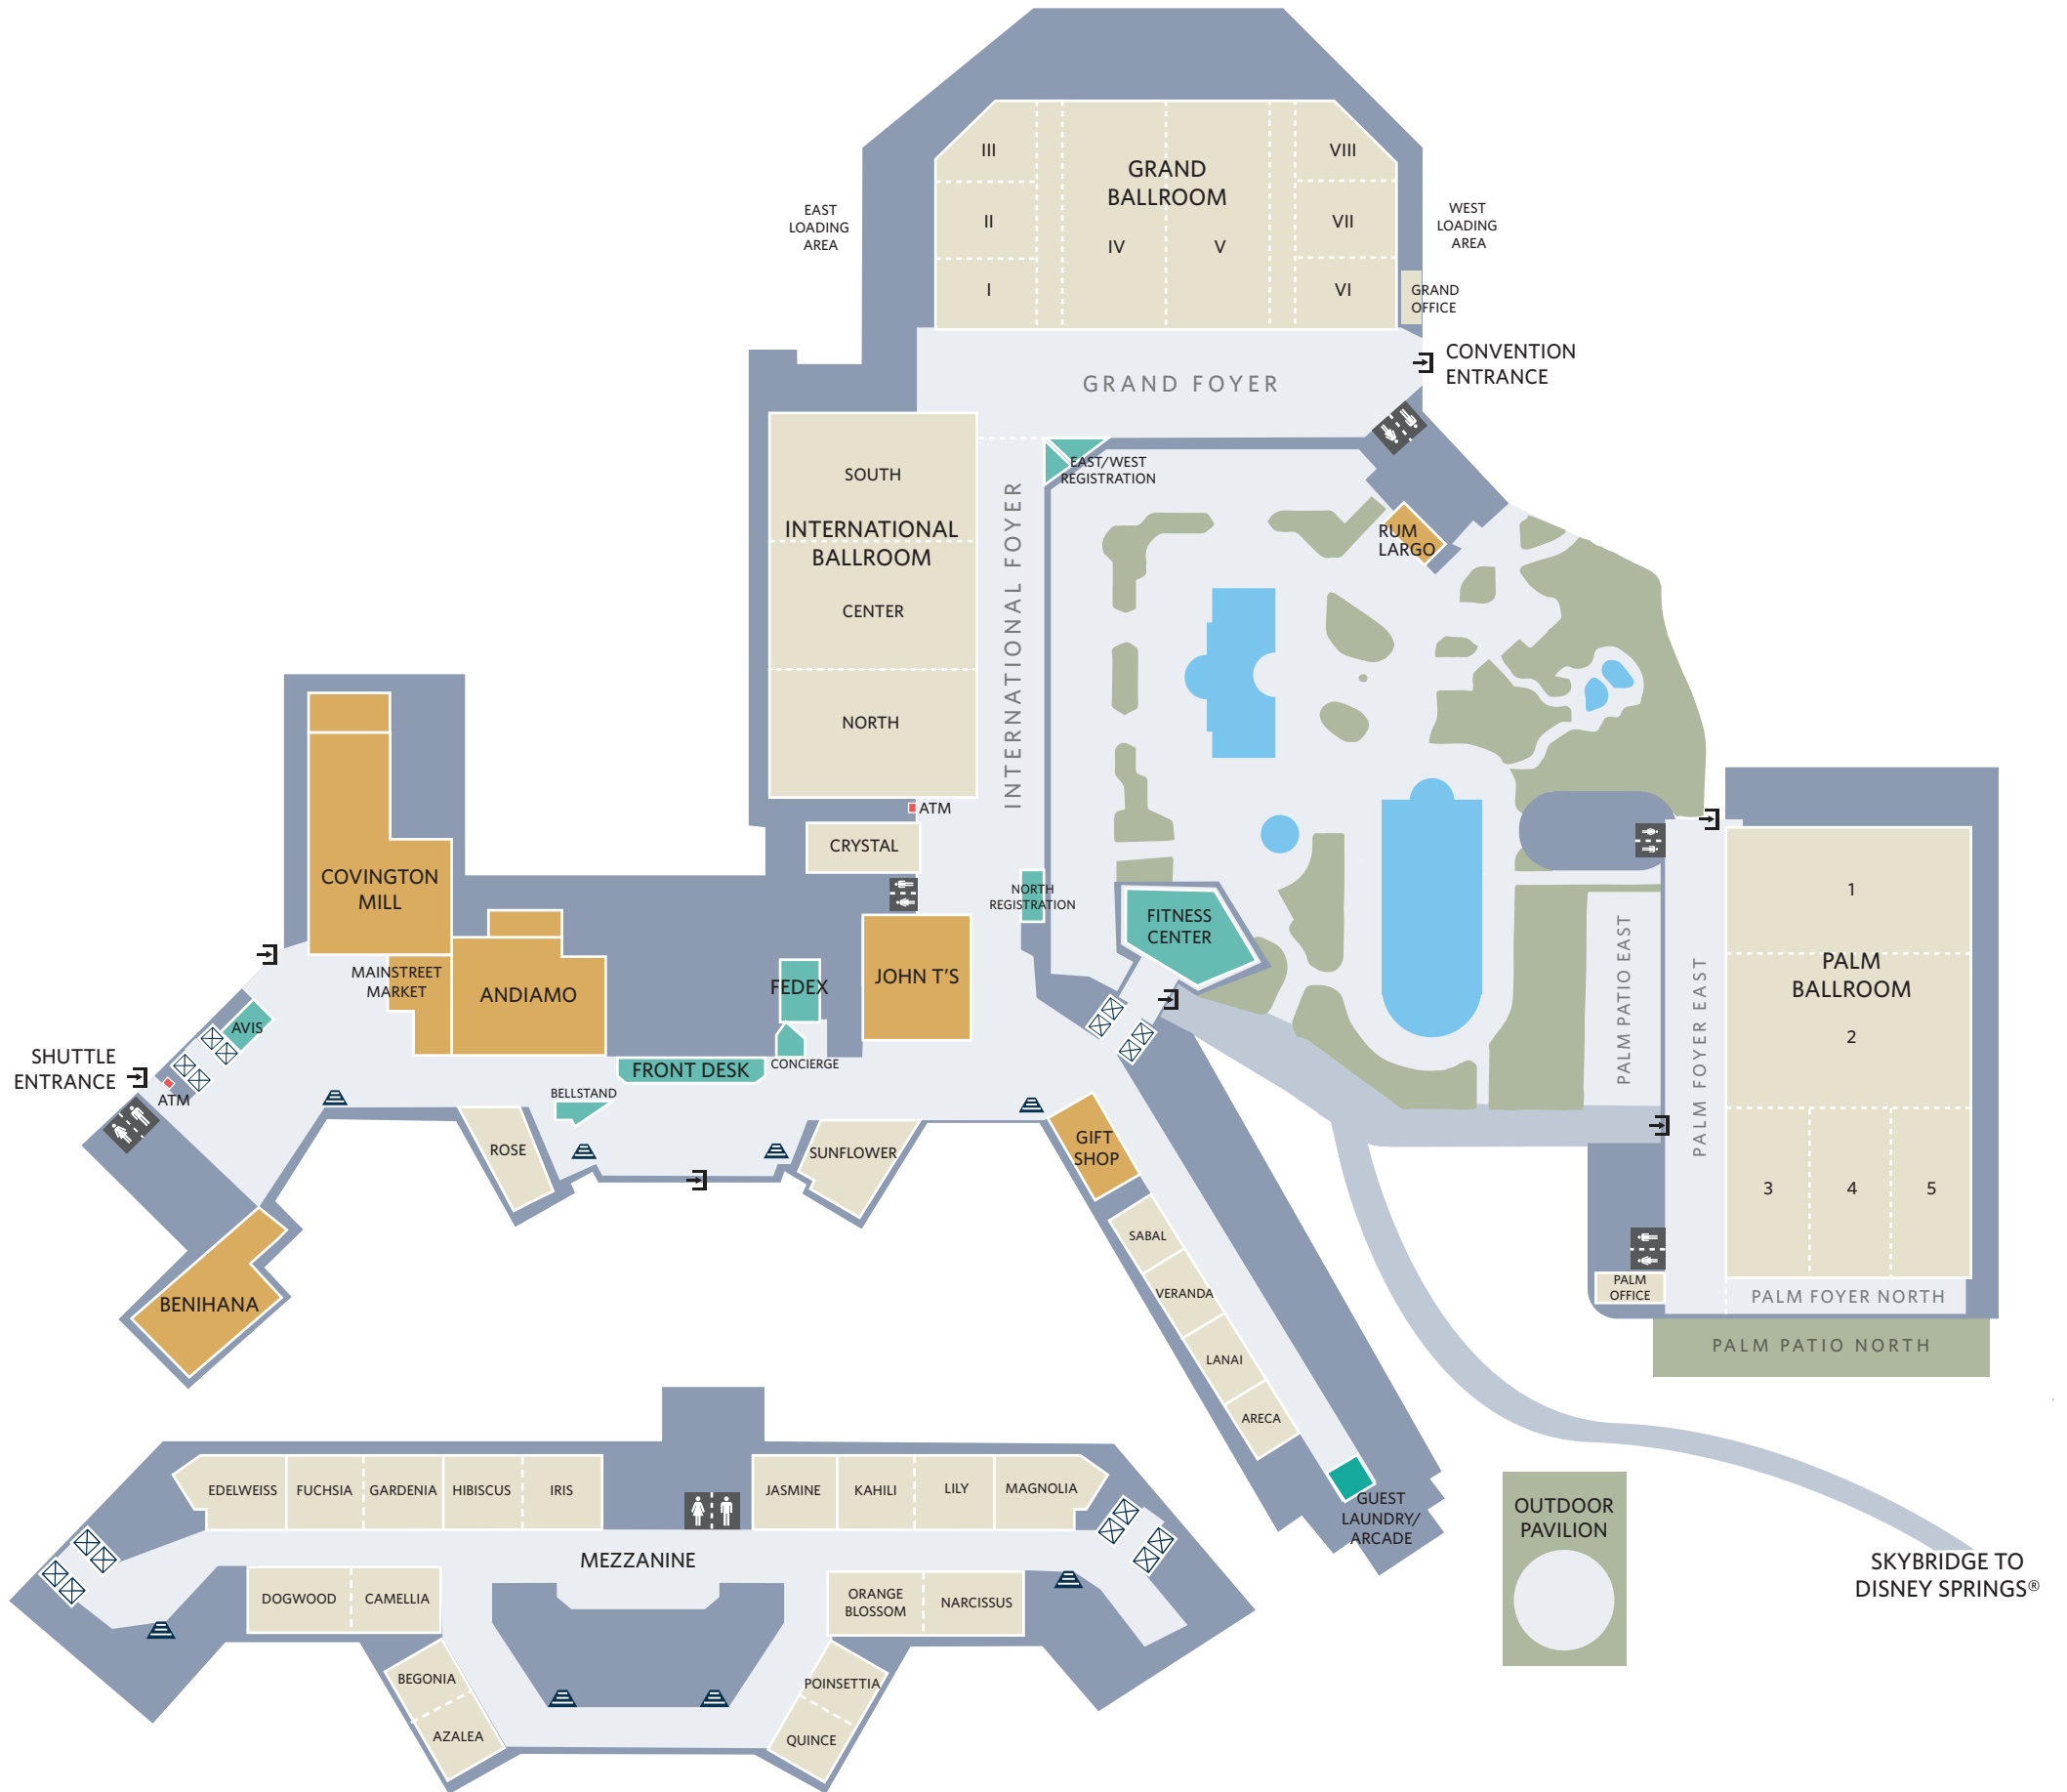 III
GRAND
BALLROOM
VIII
II
IV
V
VII
I
VI
EAST
LOADING
AREA
WEST
LOADING
AREA
GRAND
OFFICE
CONVENTION
ENTRANCE
GRAND FOYER
EAST/WEST
REGISTRATION
SOUTH
INTERNATIONAL
BALLROOM
CENTER
NORTH
INTERNATIONAL FOYER
RUM
LARGO
ATM
CRYSTAL
NORTH
REGISTRATION
FITNESS
CENTER
COVINGTON
MILL
MAINSTREET
MARKET
ANDIAMO
FEDEX
JOHN T'S
AVIS
SHUTTLE
ENTRANCE
ATM
FRONT DESK
CONCIERGE
BELLSTAND
ROSE
SUNFLOWER
GIFT
SHOP
BENIHANA
SABAL
VERANDA
LANAI
ARECA
GUEST
LAUNDRY/
ARCADE
PALM PATIO EAST
PALM FOYER EAST
1
PALM
BALLROOM
2
3
4
5
PALM
OFFICE
PALM FOYER NORTH
PALM PATIO NORTH
OUTDOOR
PAVILION
SKYBRIDGE TO
DISNEY SPRINGS®
EDELWEISS
FUCHSIA
GARDENIA
HIBISCUS
IRIS
JASMINE
KAHILI
LILY
MAGNOLIA
MEZZANINE
DOGWOOD
CAMELLIA
ORANGE
BLOSSOM
NARCISSUS
BEGONIA
AZALEA
POINSETTIA
QUINCE